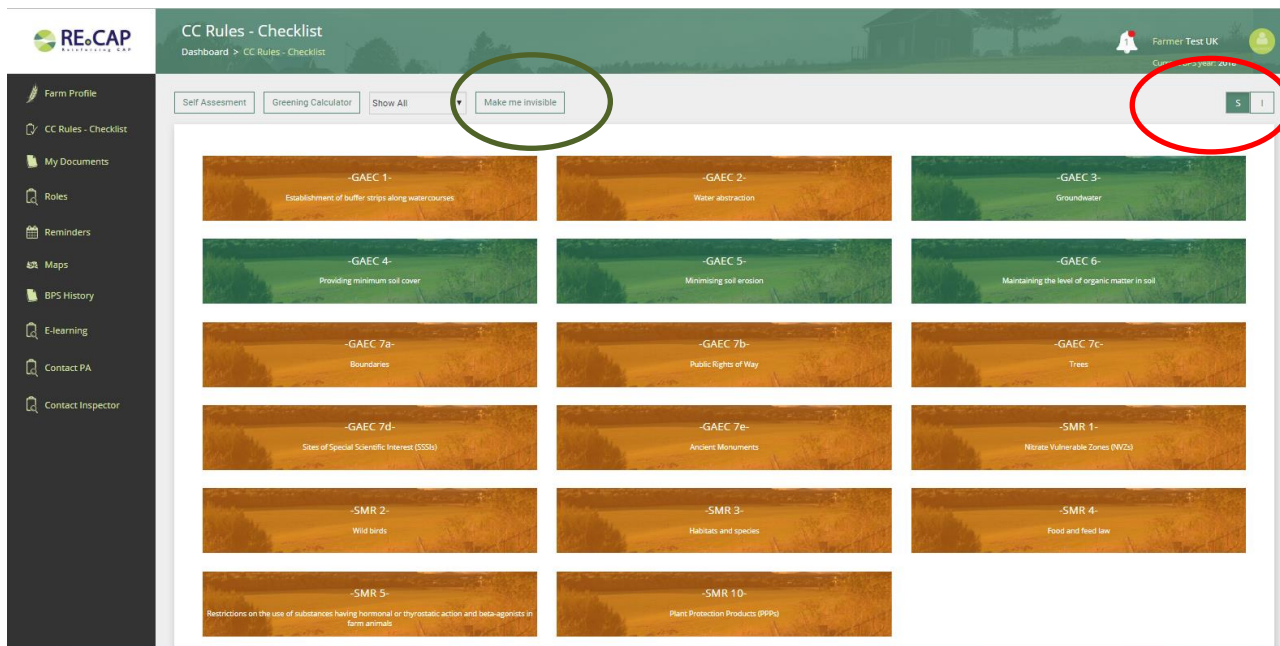 RE CAP
Reinforcing CAP
CC Rules - Checklist
Dashboard > CC Rules - Checklist
1
Farmer Test UK
BPS year: 2018
Farm Profile
CC Rules - Checklist
My Documents
Roles
Reminders
Maps
BPS History
E-learning
Contact PA
Contact Inspector
Self Assesment
Greening Calculator
Show All
Make me invisible
S
I
-GAEC 1-
Establishment of buffer strips along watercourses
-GAEC 2-
Water abstraction
-GAEC 3-
Groundwater
-GAEC 4-
Providing minimum soil cover
-GAEC 5-
Minimising soil erosion
-GAEC 6-
Maintaining the level of organic matter in soil
-GAEC 7a-
Boundaries
-GAEC 7b-
Public Rights of Way
-GAEC 7c-
Trees
-GAEC 7d-
Sites of Special Scientific Interest (SSSIs)
-GAEC 7e-
Ancient Monuments
-SMR 1-
Nitrate Vulnerable Zones (NVZs)
-SMR 2-
Wild birds
-SMR 3-
Habitats and species
-SMR 4-
Food and feed law
-SMR 5-
Restrictions on the use of substances having hormonal or thyrostatic action and beta-agonists in
farm animals
-SMR 10-
Plant Protection Products (PPPs)